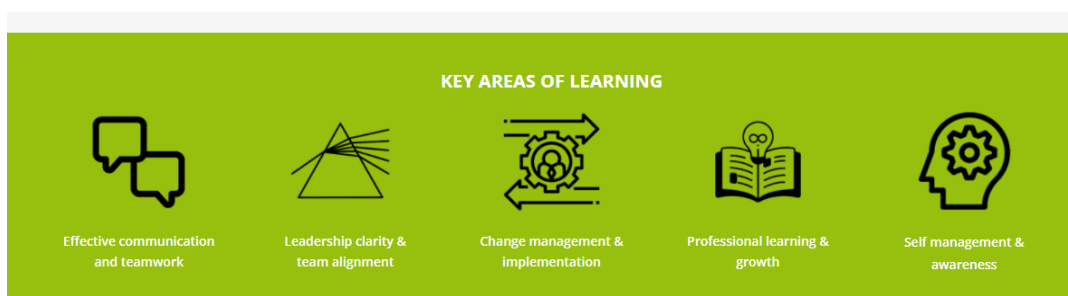 KEY AREAS OF LEARNING
Effective communication
and teamwork
Leadership clarity &
team alignment
Change management &
implementation
Professional learning &
growth
Self management &
awareness